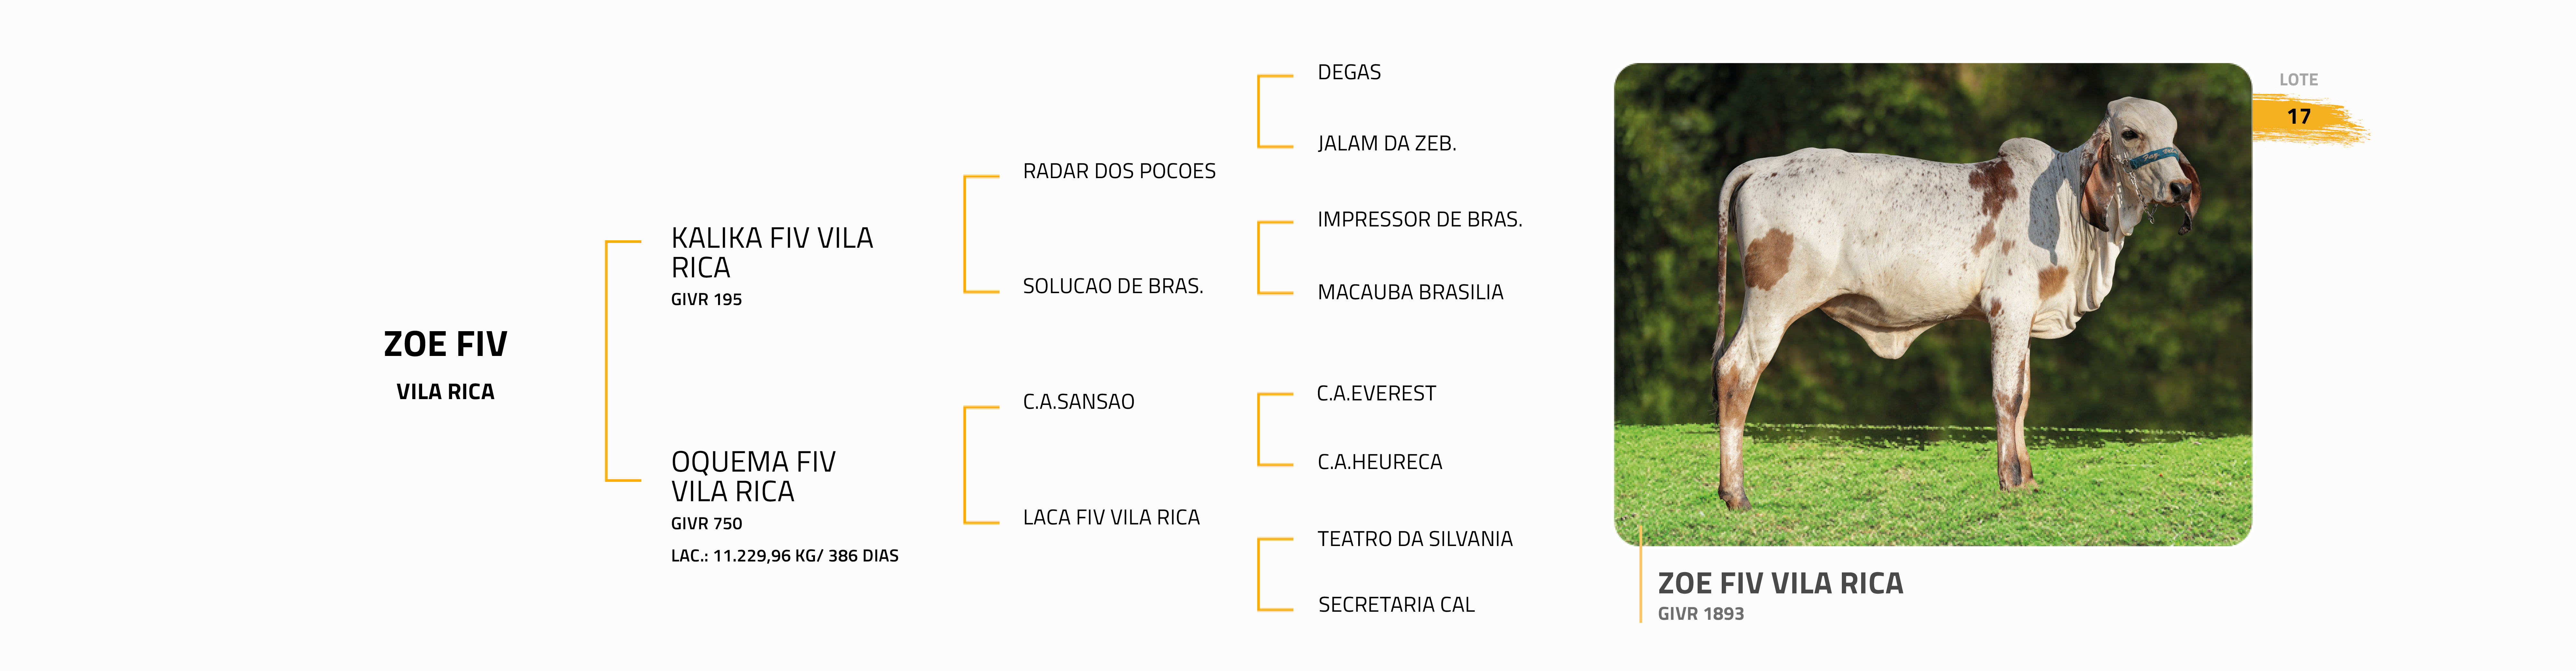 ZOE FIV
VILA RICA
KALIKA FIV VILA
RICA
GIVR 195
OQUEMA FIV
VILA RICA
GIVR 750
LAC.: 11.229,96 KG/ 386 DIAS
RADAR DOS POCOES
SOLUCAO DE BRAS.
C.A.SANSAO
LACA FIV VILA RICA
DEGAS
JALAM DA ZEB.
IMPRESSOR DE BRAS.
MACAUBA BRASILIA
C.A.EVEREST
C.A.HEURECA
TEATRO DA SILVANIA
SECRETARIA CAL
LOTE
17
ZOE FIV VILA RICA
GIVR 1893